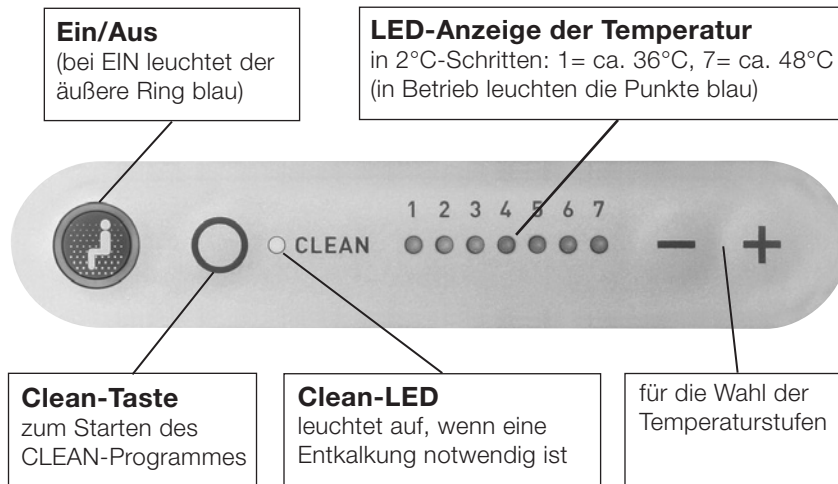 Ein/Aus
(bei EIN leuchtet der
äußere Ring blau)
LED-Anzeige der Temperatur
in 2°C-Schritten: 1= ca. 36°C, 7= ca. 48°C
(in Betrieb leuchten die Punkte blau)
1 2 3 4 5 6 7
CLEAN
− +
Clean-Taste
zum Starten des
CLEAN-Programmes
Clean-LED
leuchtet auf, wenn eine
Entkalkung notwendig ist
für die Wahl der
Temperaturstufen